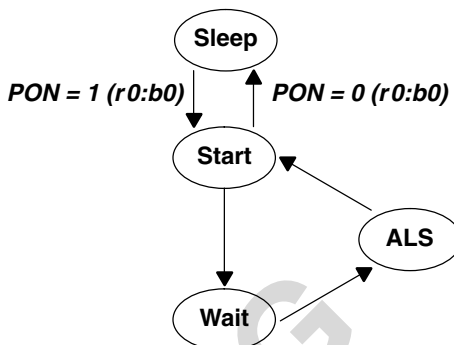 Sleep
PON = 1 (r0:b0) PON = 0 (r0:b0)
Start
ALS
Wait
G